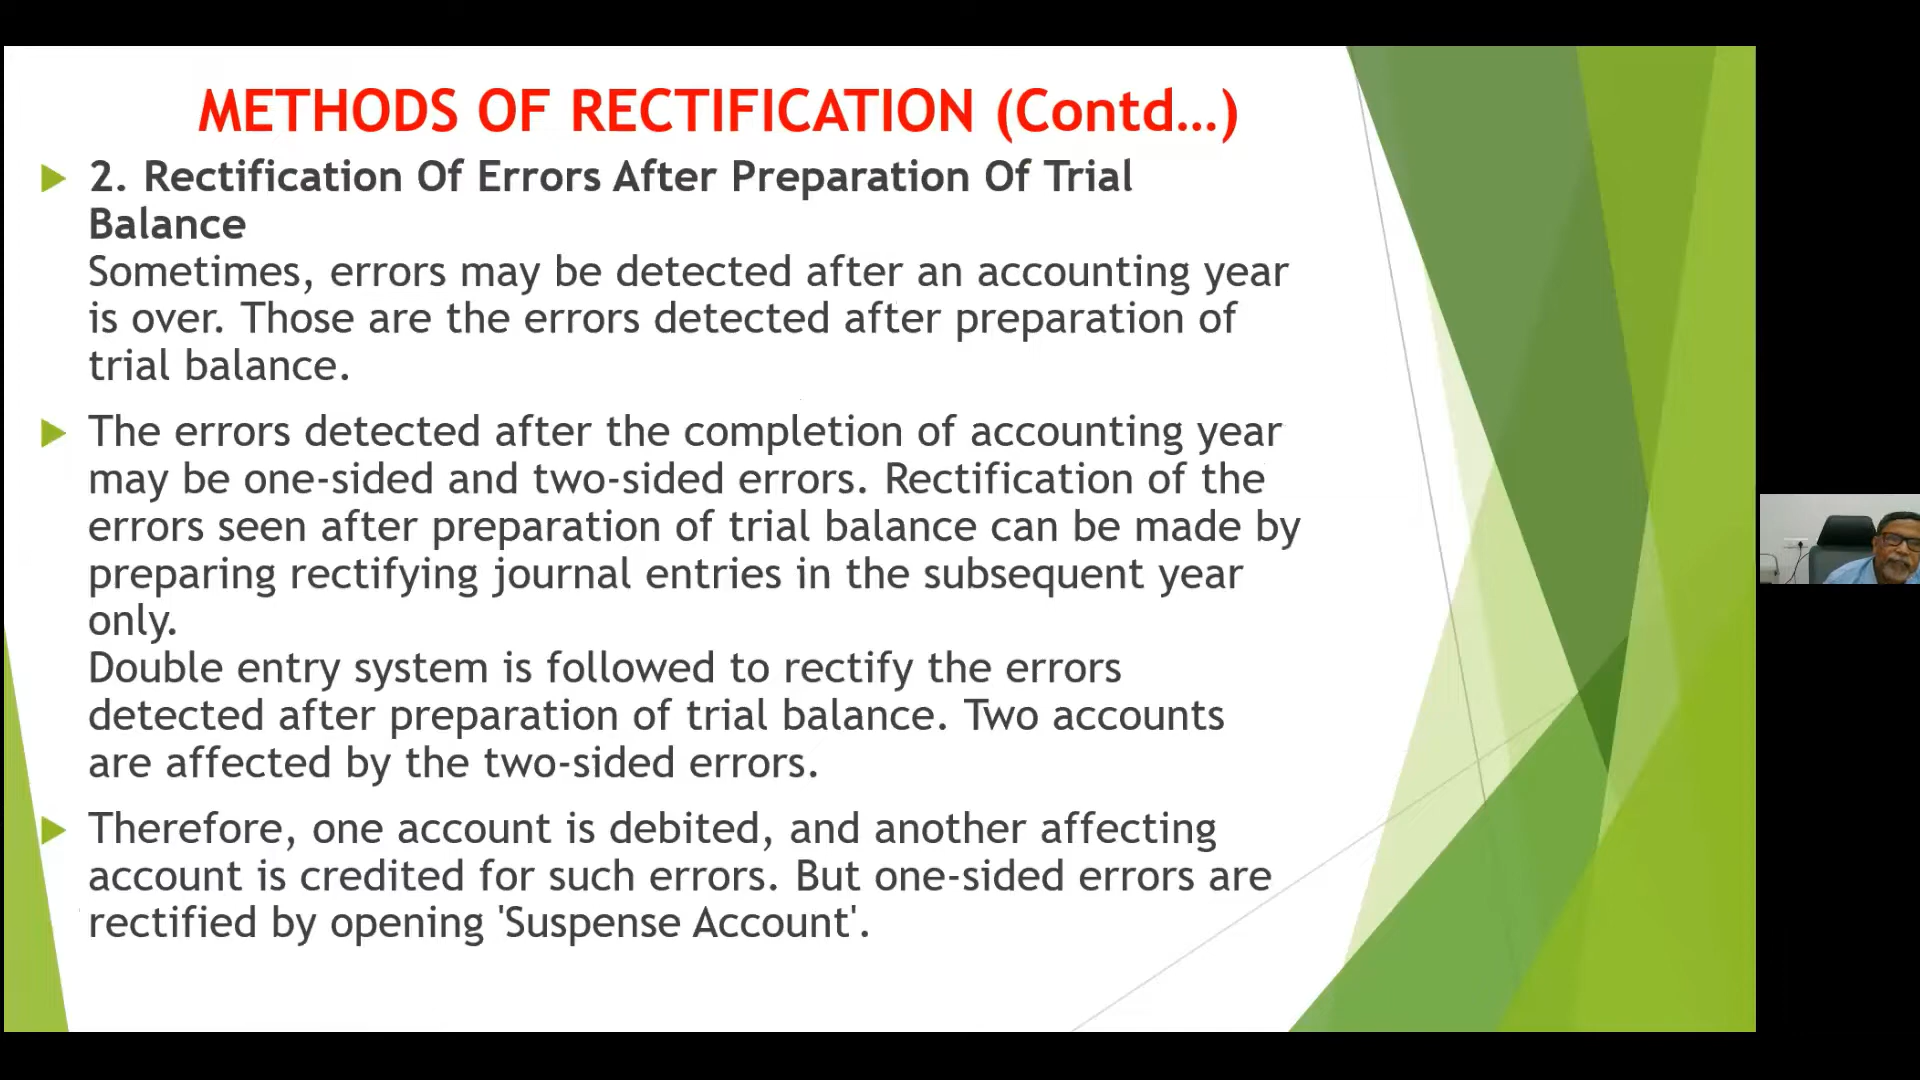 METHODS OF RECTIFICATION (Contd...)
2. Rectification Of Errors After Preparation Of Trial
Balance
Sometimes, errors may be detected after an accounting year
is over. Those are the errors detected after preparation of
trial balance.
The errors detected after the completion of accounting year
may be one-sided and two-sided errors. Rectification of the
errors seen after preparation of trial balance can be made by
preparing rectifying journal entries in the subsequent year
only.
Double entry system is followed to rectify the errors
detected after preparation of trial balance. Two accounts
are affected by the two-sided errors.
Therefore, one account is debited, and another affecting
account is credited for such errors. But one-sided errors are
rectified by opening 'Suspense Account'.